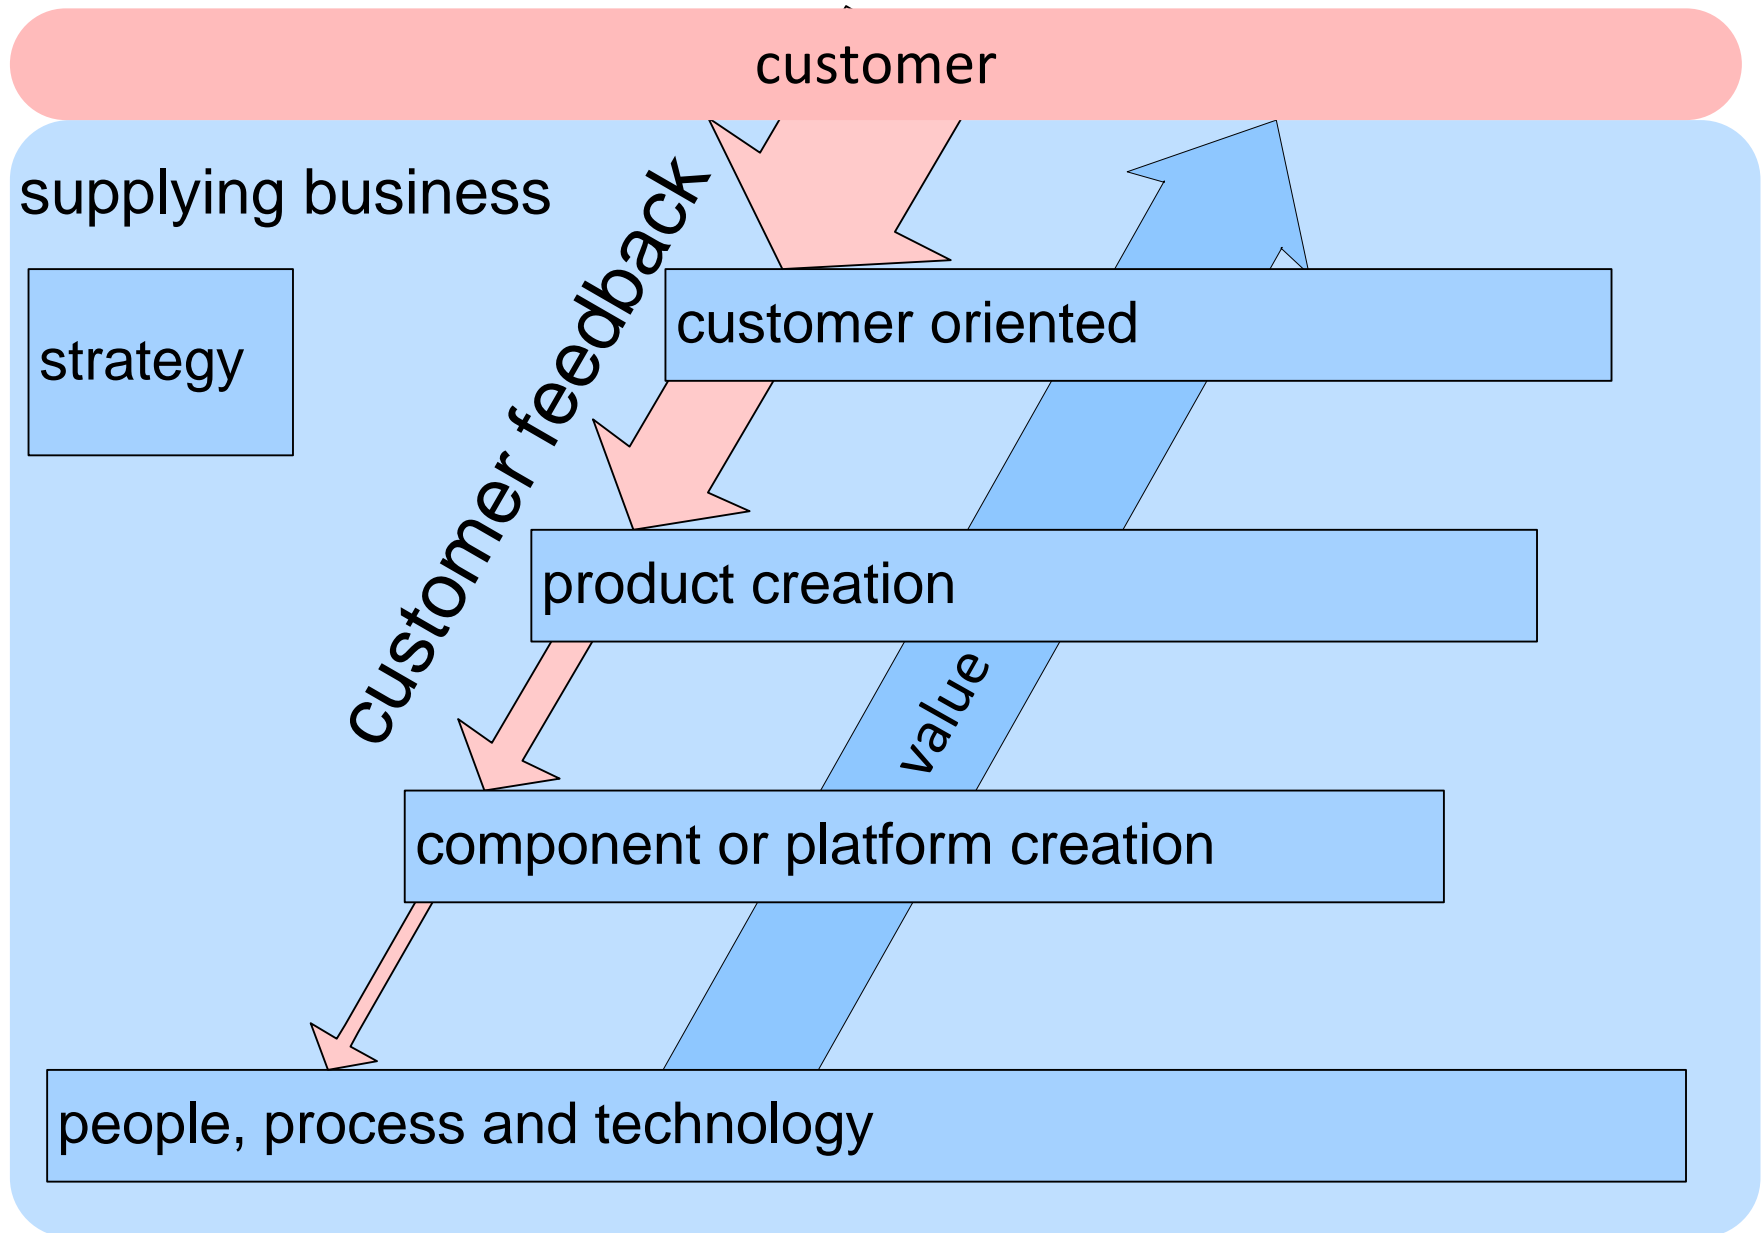 customer
supplying business
strategy
customer feedback
customer oriented
product creation
value
component or platform creation
people, process and technology